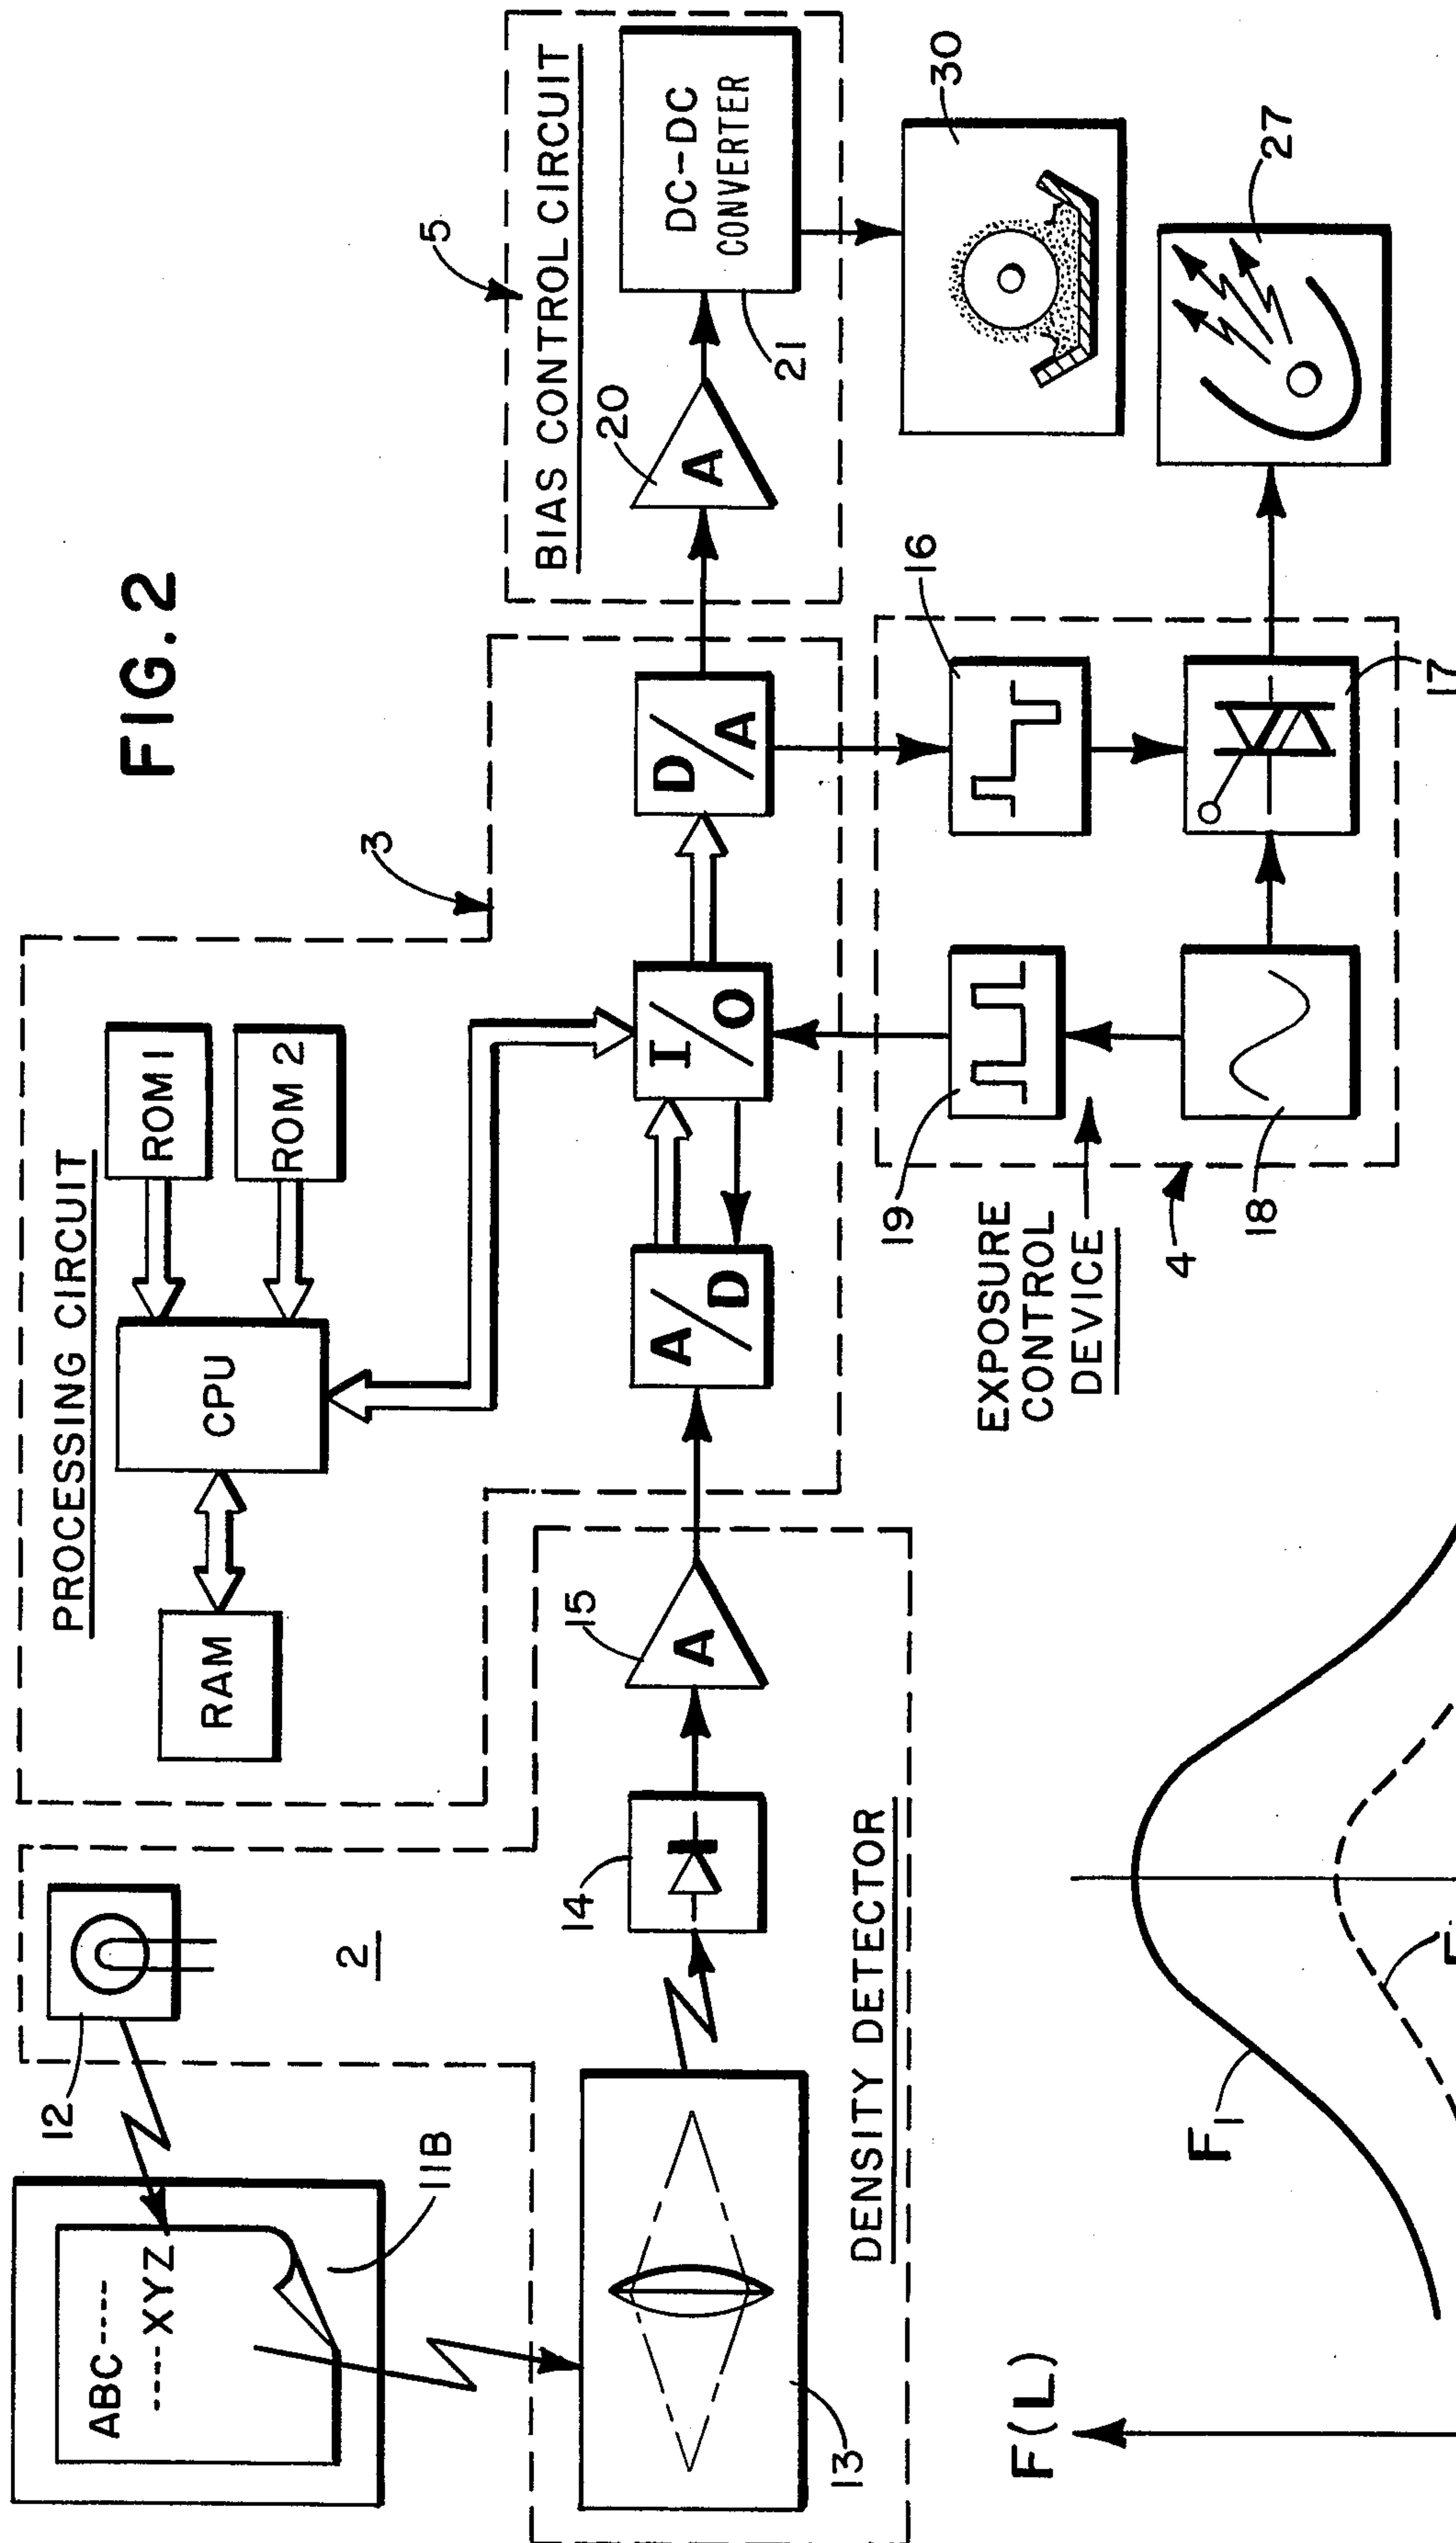 FIG. 2
PROCESSING CIRCUIT
RAM
CPU
ROM 1
ROM 2
3
5
BIAS CONTROL CIRCUIT
20
A
DC-DC
CONVERTER
21
30
27
ABC----
----XYZ
11B
12
2
13
14
15
A
DENSITY DETECTOR
A/D
I/O
D/A
EXPOSURE
CONTROL
DEVICE
4
19
18
16
17
F(L)
F1